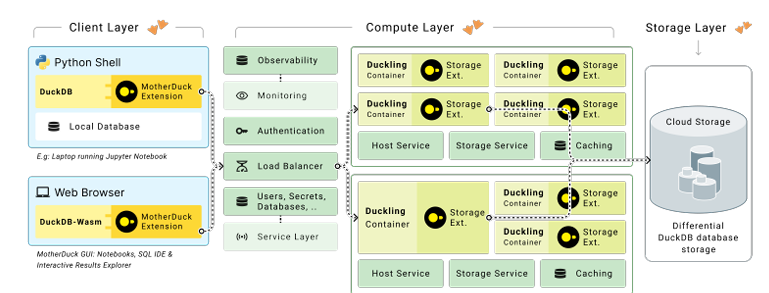 Client Layer
Compute Layer
Storage Layer
Python Shell
DuckDB
MotherDuck
Extension
Local Database
E.g: Laptop running Jupyter Notebook
Web Browser
DuckDB-Wasm
MotherDuck
Extension
MotherDuck GUI: Notebooks, SQL IDE &
Interactive Results Explorer
Observability
Monitoring
Authentication
Load Balancer
Users, Secrets,
Databases, ..
Service Layer
Duckling
Container
Storage
Ext.
Duckling
Container
Storage
Ext.
Duckling
Container
Storage
Ext.
Duckling
Container
Storage
Ext.
Host Service
Storage Service
Caching
Duckling
Container
Storage
Ext.
Duckling
Container
Storage
Ext.
Duckling
Container
Storage
Ext.
Host Service
Storage Service
Caching
Cloud Storage
Differential
DuckDB database
storage